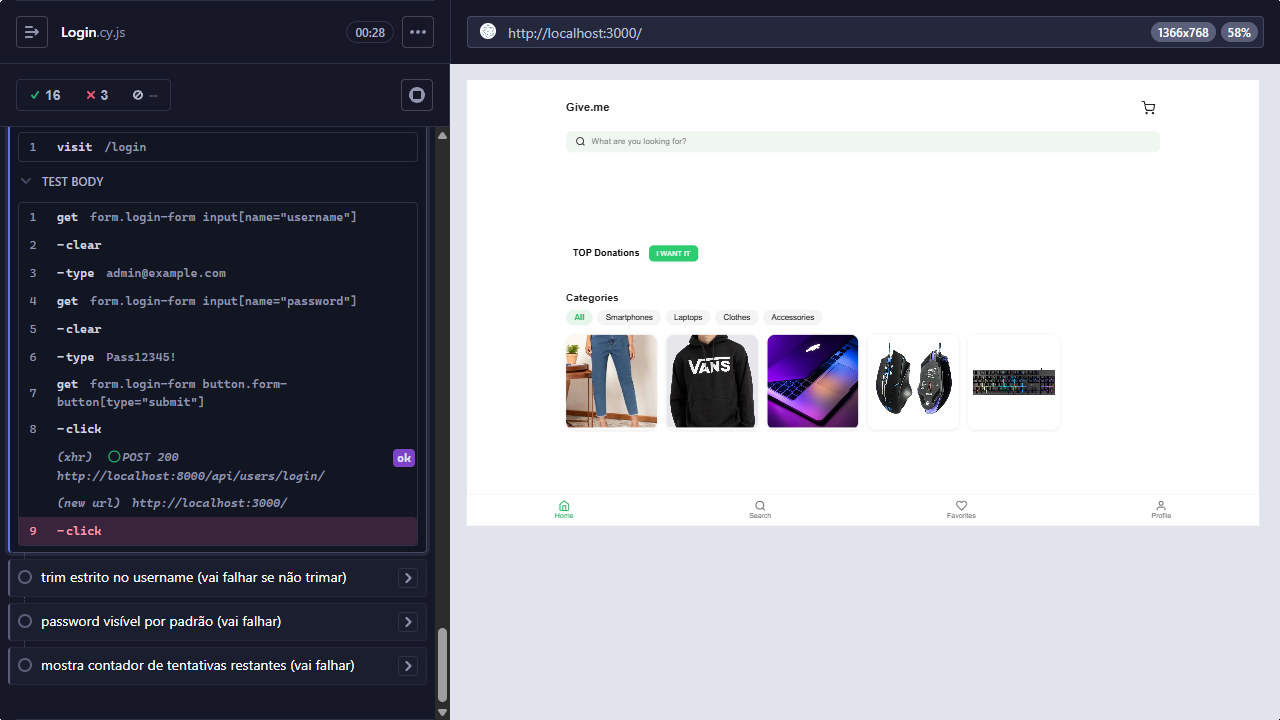 Login.cy.js
00:28
16
3
--
1 visit /login
TEST BODY
1 get form.login-form input[name="username"]
2 -clear
3 -type admin@example.com
4 get form.login-form input[name="password"]
5 -clear
6 -type Pass12345!
7 get form.login-form button.form-
button[type="submit"]
8 -click
(xhr) POST 200 ok
http://localhost:8000/api/users/login/
(new url) http://localhost:3000/
9 -click
trim estrito no username (vai falhar se não trimar)
password visível por padrão (vai falhar)
mostra contador de tentativas restantes (vai falhar)
http://localhost:3000/
1366x768
58%
Give.me
What are you looking for?
TOP Donations
I WANT IT
Categories
All Smartphones Laptops Clothes Accessories
VANS
Home Search Favorites Profile